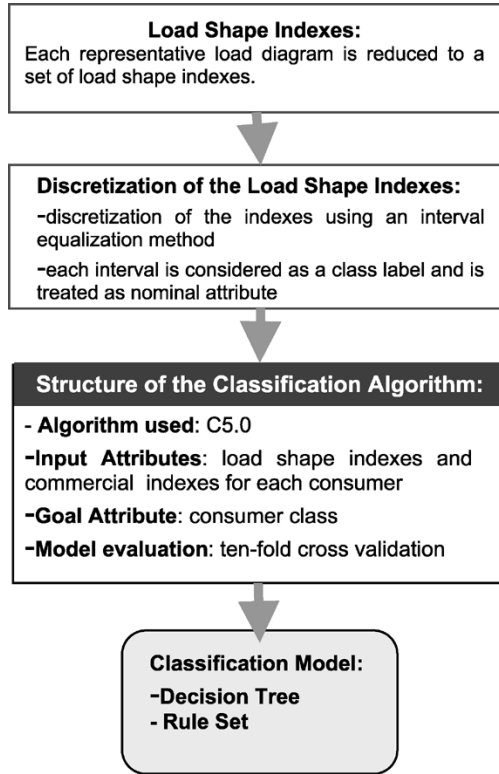 Load Shape Indexes:
Each representative load diagram is reduced to a
set of load shape indexes.
Discretization of the Load Shape Indexes:
-discretization of the indexes using an interval
equalization method
-each interval is considered as a class label and is
treated as nominal attribute
Structure of the Classification Algorithm:
- Algorithm used: C5.0
-Input Attributes: load shape indexes and
commercial indexes for each consumer
-Goal Attribute: consumer class
-Model evaluation: ten-fold cross validation
Classification Model:
-Decision Tree
- Rule Set